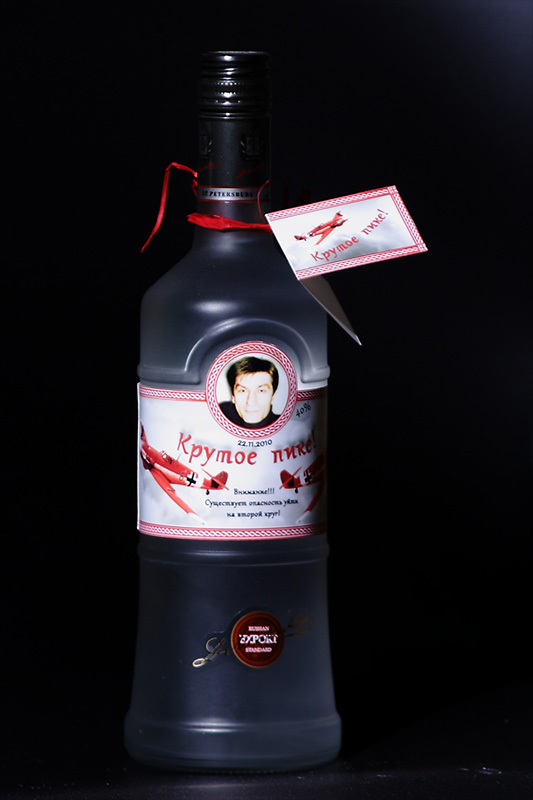 ST. PETERSBURG
Крутое пике!
40%
22.11.2010
Крутое пике!
Внимание!!!
Существует опасность уйти
на второй круг!
RUSSIAN
EXPORT
STANDARD